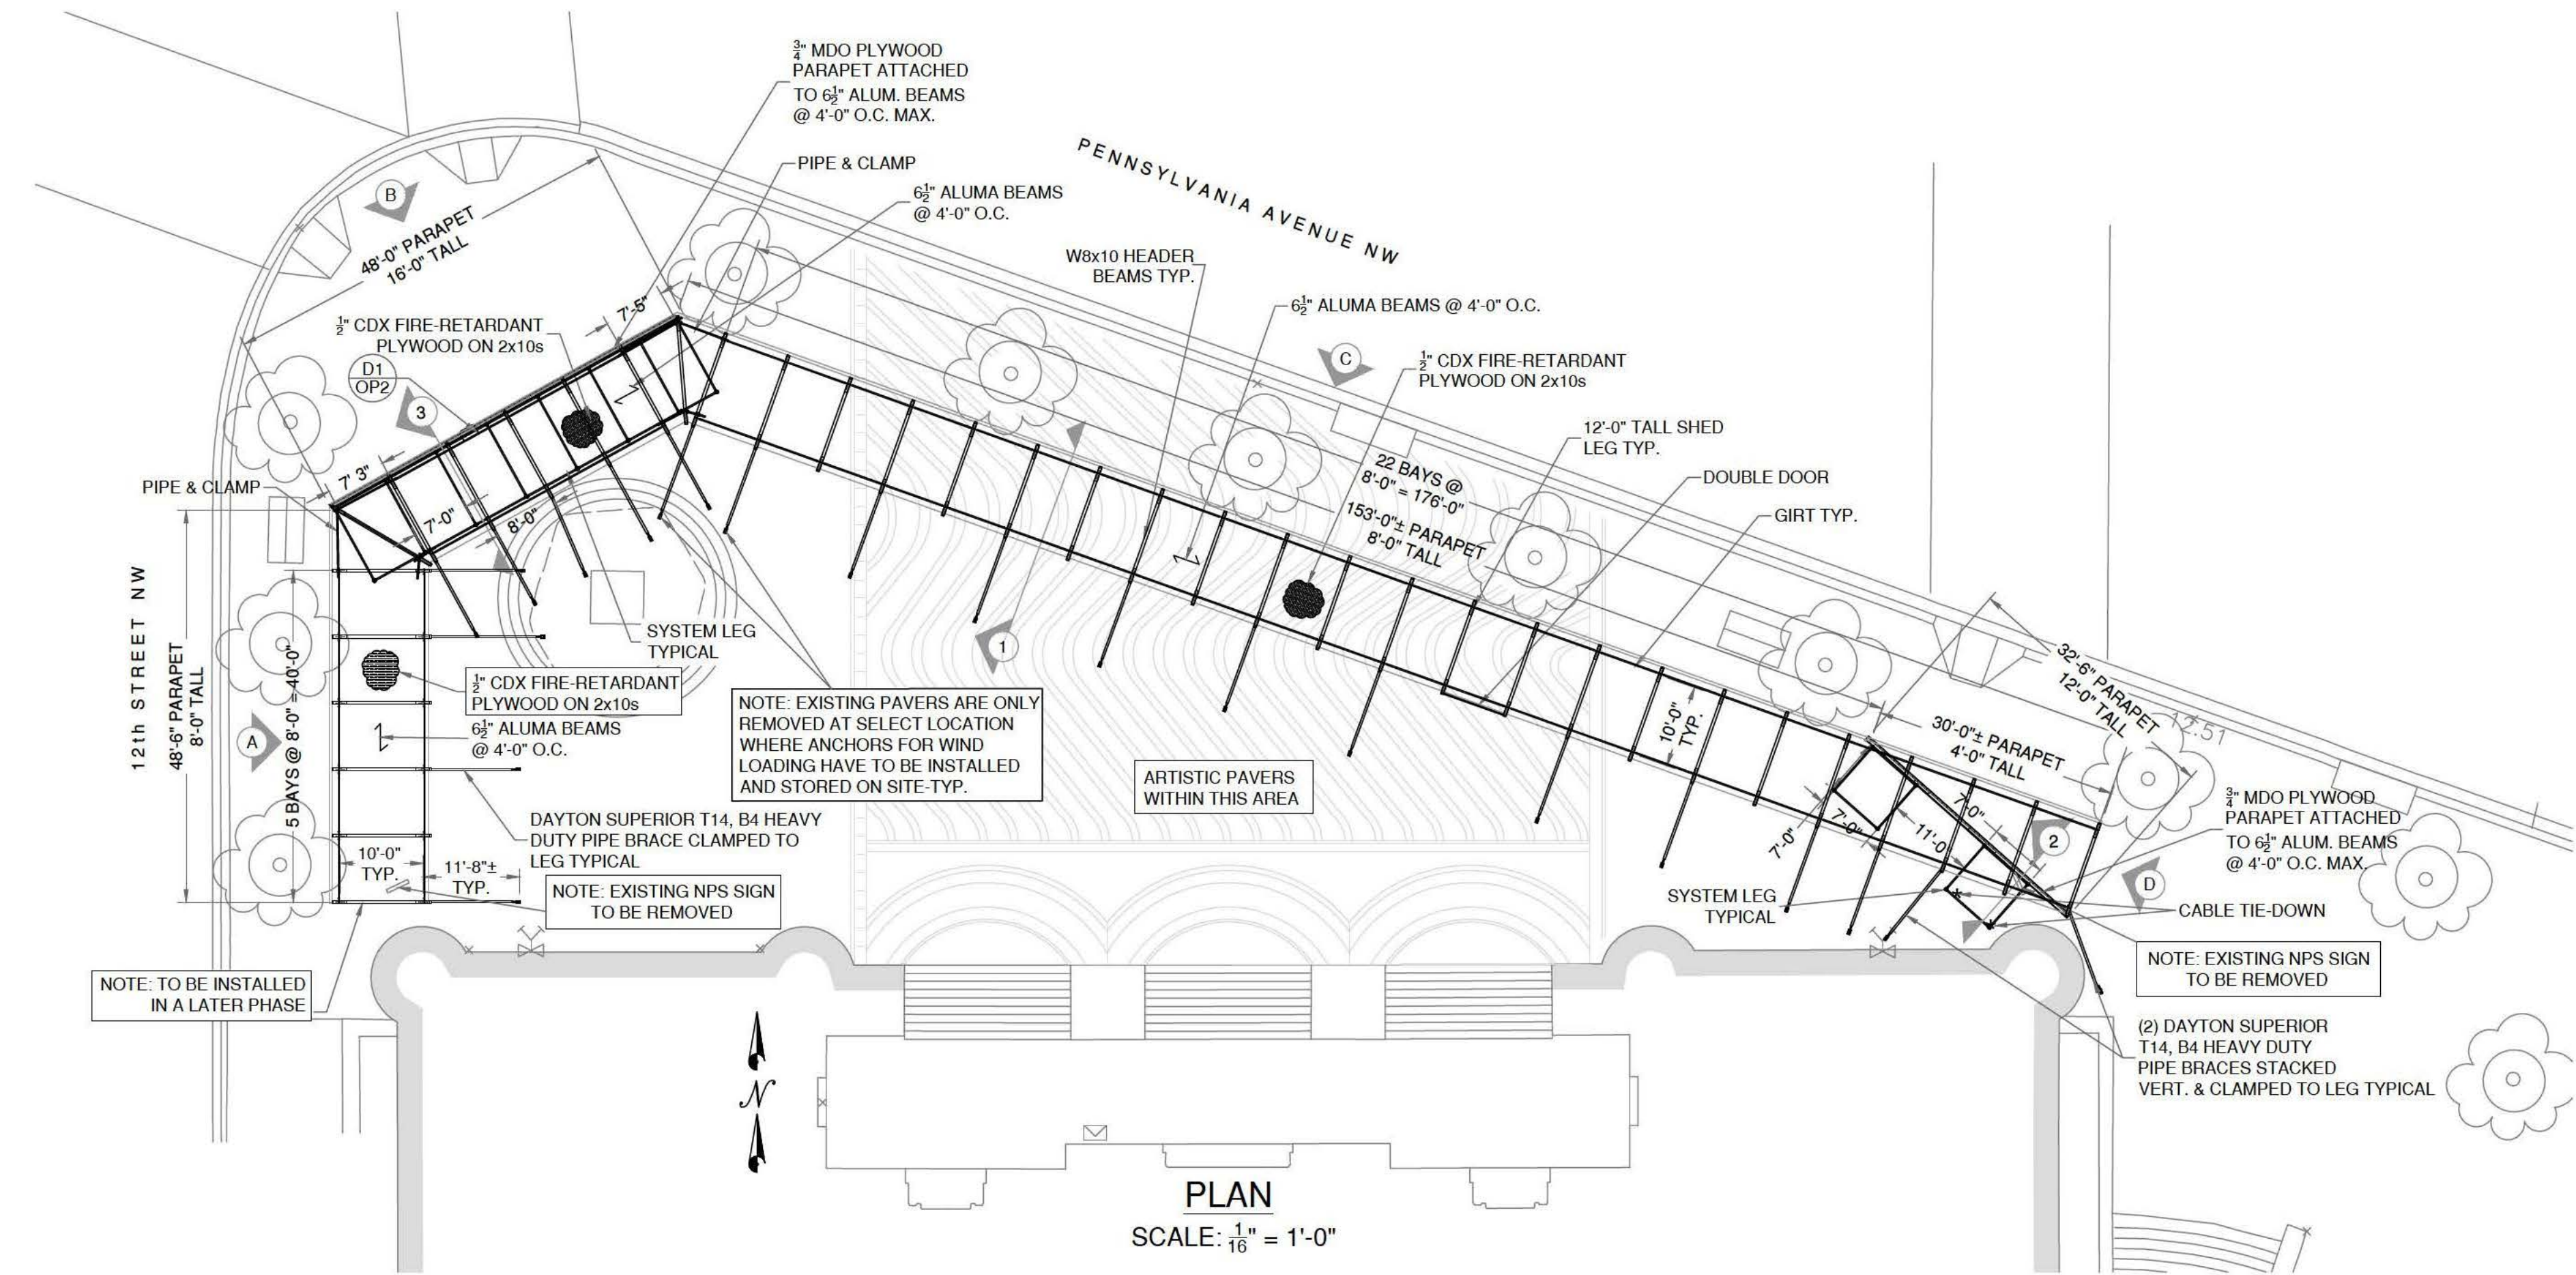 3/4" MDO PLYWOOD
PARAPET ATTACHED
TO 6 1/2" ALUM. BEAMS
@ 4'-0" O.C. MAX.
PIPE & CLAMP
6 1/2" ALUMA BEAMS
@ 4'-0" O.C.
PENNSYLVANIA AVENUE NW
B
48'-0" PARAPET
16'-0" TALL
W8x10 HEADER
BEAMS TYP.
6 1/2" ALUMA BEAMS @ 4'-0" O.C.
7'-5"
1/2" CDX FIRE-RETARDANT
PLYWOOD ON 2x10s
D1
OP2
3
C
1/2" CDX FIRE-RETARDANT
PLYWOOD ON 2x10s
12'-0" TALL SHED
LEG TYP.
22 BAYS @
8'-0" = 176'-0"
153'-0"± PARAPET
8'-0" TALL
DOUBLE DOOR
GIRT TYP.
7' 3"
PIPE & CLAMP
7'-0"
8'-0"
12th STREET NW
48'-6" PARAPET
8'-0" TALL
5 BAYS @ 8'-0" = 40'-0"
SYSTEM LEG
TYPICAL
1
1/2" CDX FIRE-RETARDANT
PLYWOOD ON 2x10s
6 1/2" ALUMA BEAMS
@ 4'-0" O.C.
A
NOTE: EXISTING PAVERS ARE ONLY
REMOVED AT SELECT LOCATION
WHERE ANCHORS FOR WIND
LOADING HAVE TO BE INSTALLED
AND STORED ON SITE-TYP.
ARTISTIC PAVERS
WITHIN THIS AREA
10'-0"
TYP.
32'-6" PARAPET
12'-0" TALL
12.51
30'-0"± PARAPET
4'-0" TALL
3/4" MDO PLYWOOD
PARAPET ATTACHED
TO 6 1/2" ALUM. BEAMS
@ 4'-0" O.C. MAX.
7'-0"
7'-0"
7'-0"
11'-0
2
D
DAYTON SUPERIOR T14, B4 HEAVY
DUTY PIPE BRACE CLAMPED TO
LEG TYPICAL
10'-0"
TYP.
11'-8"±
TYP.
NOTE: EXISTING NPS SIGN
TO BE REMOVED
SYSTEM LEG
TYPICAL
CABLE TIE-DOWN
NOTE: EXISTING NPS SIGN
TO BE REMOVED
NOTE: TO BE INSTALLED
IN A LATER PHASE
(2) DAYTON SUPERIOR
T14, B4 HEAVY DUTY
PIPE BRACES STACKED
VERT. & CLAMPED TO LEG TYPICAL
N
PLAN
SCALE: 1/16" = 1'-0"